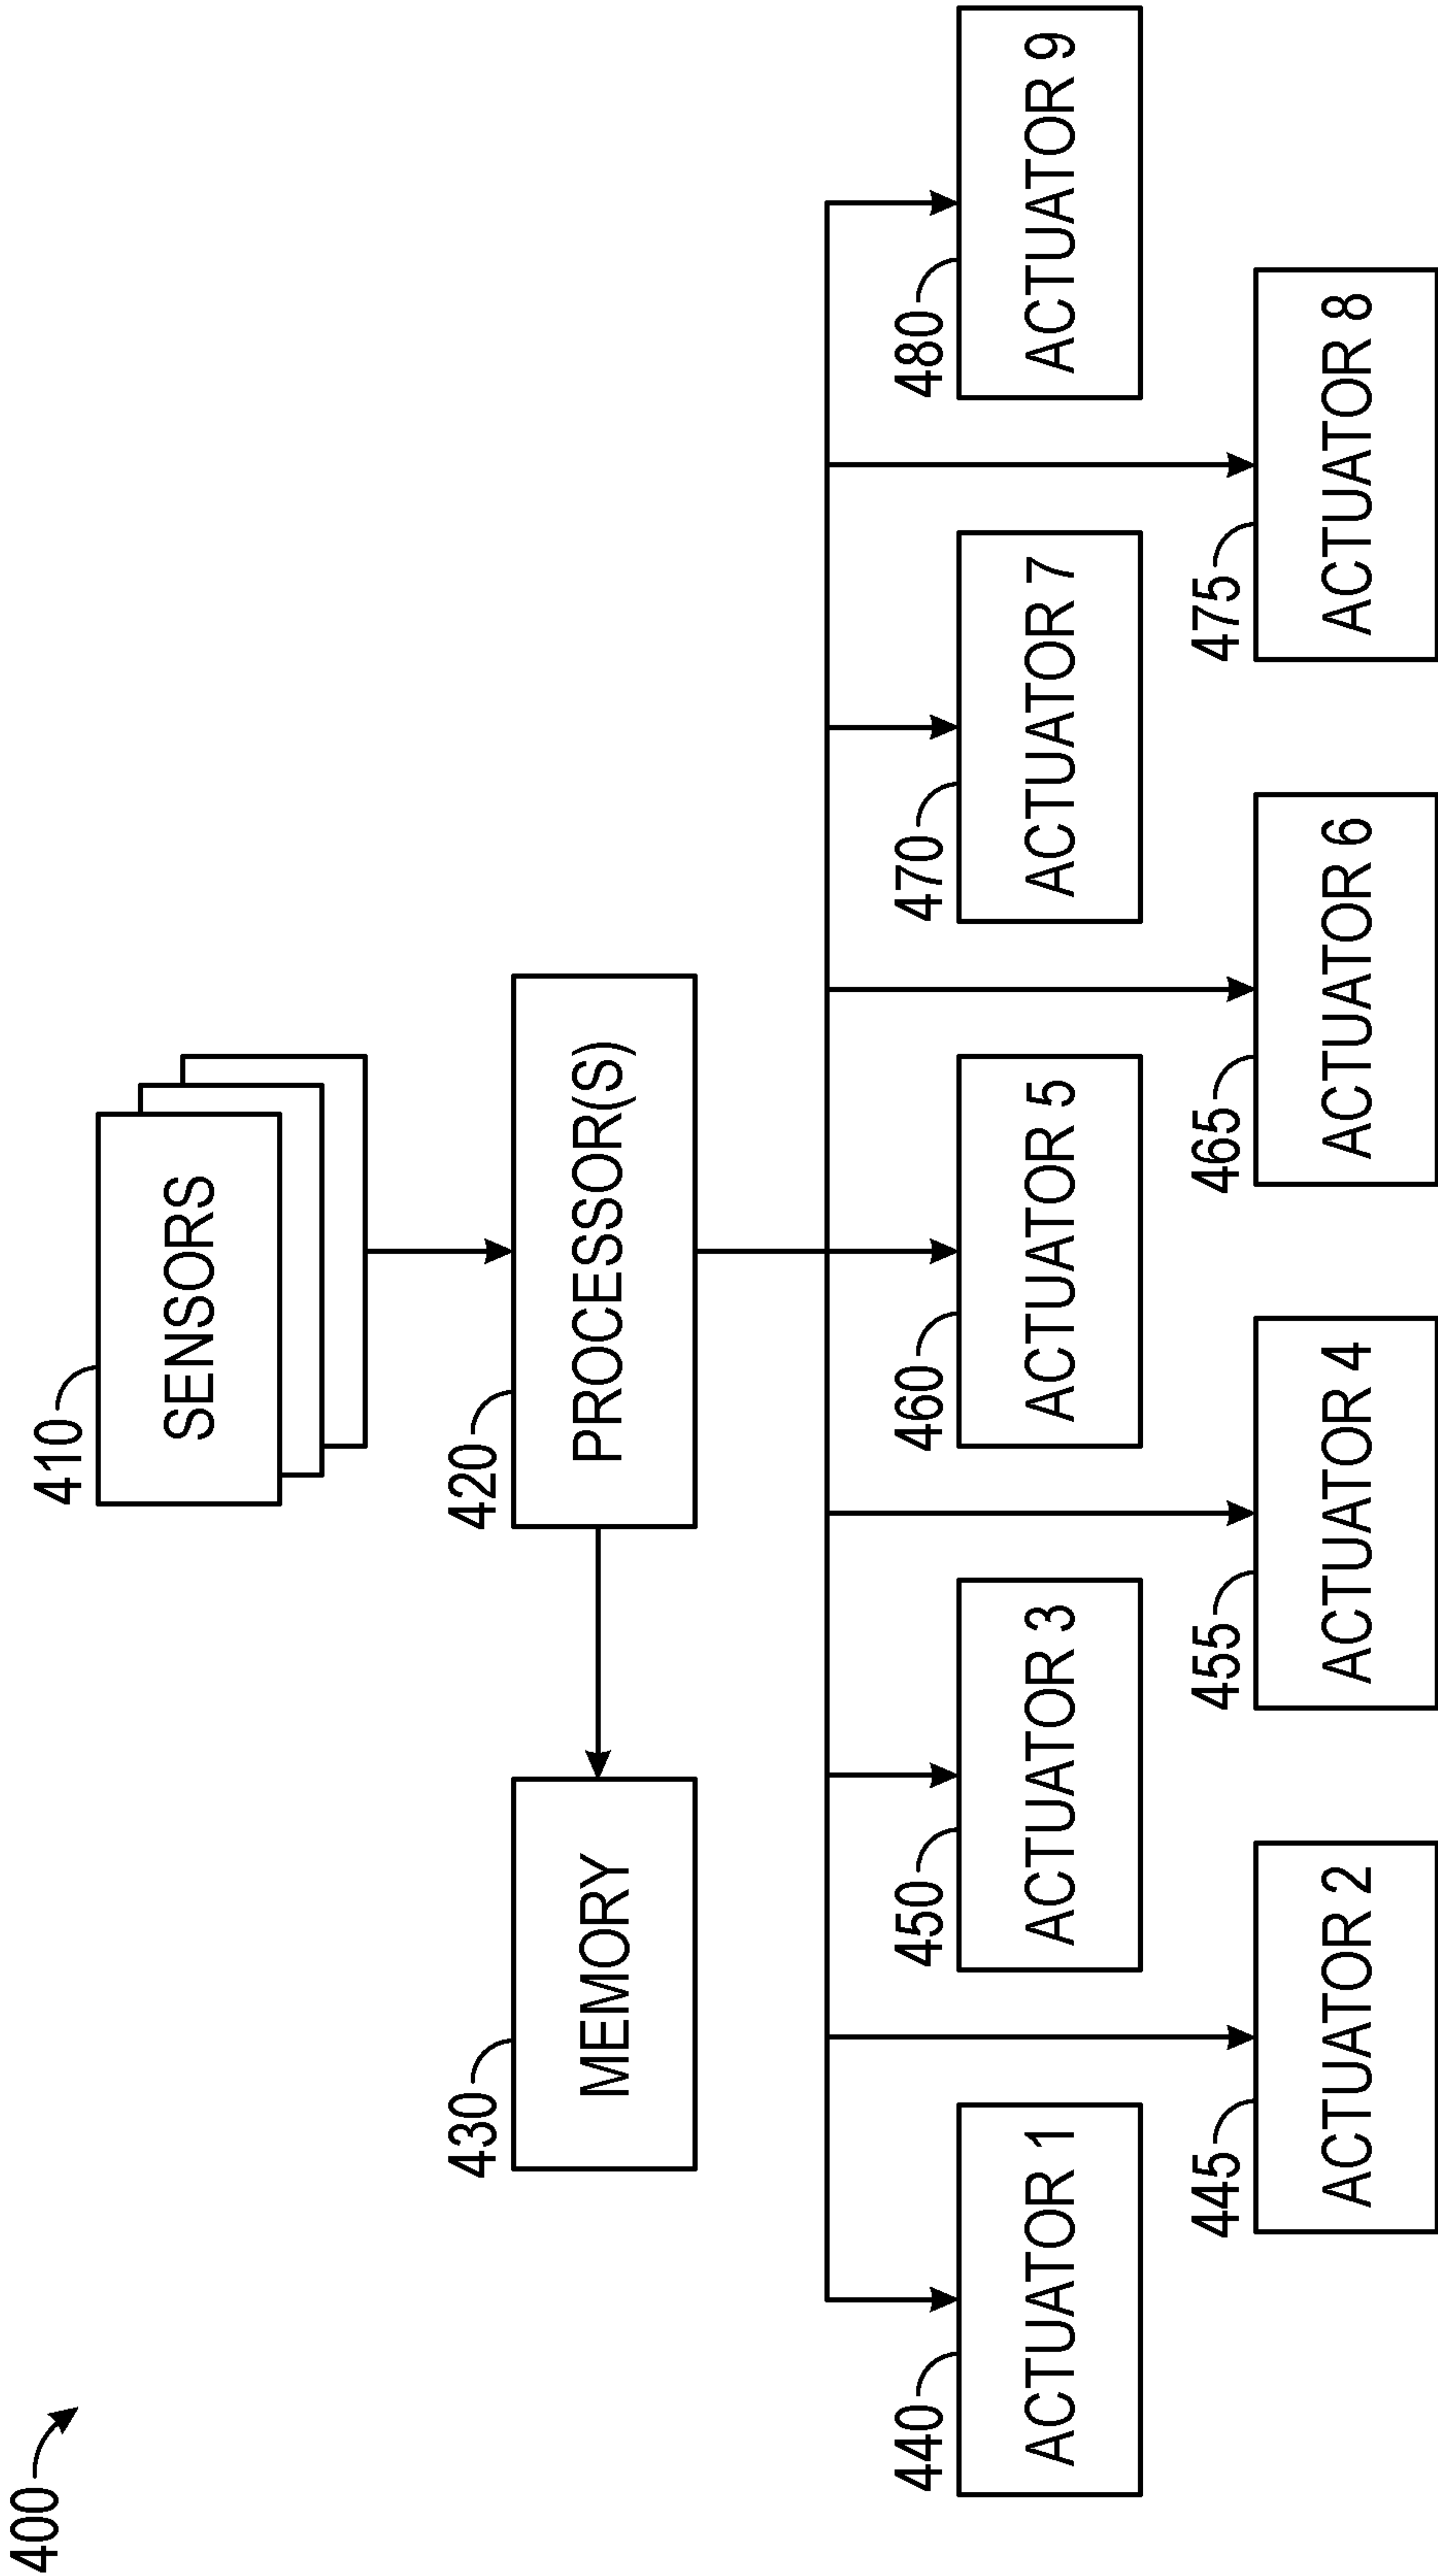 400
410
SENSORS
430
MEMORY
420
PROCESSOR(S)
440
ACTUATOR 1
450
ACTUATOR 3
460
ACTUATOR 5
470
ACTUATOR 7
480
ACTUATOR 9
445
ACTUATOR 2
455
ACTUATOR 4
465
ACTUATOR 6
475
ACTUATOR 8